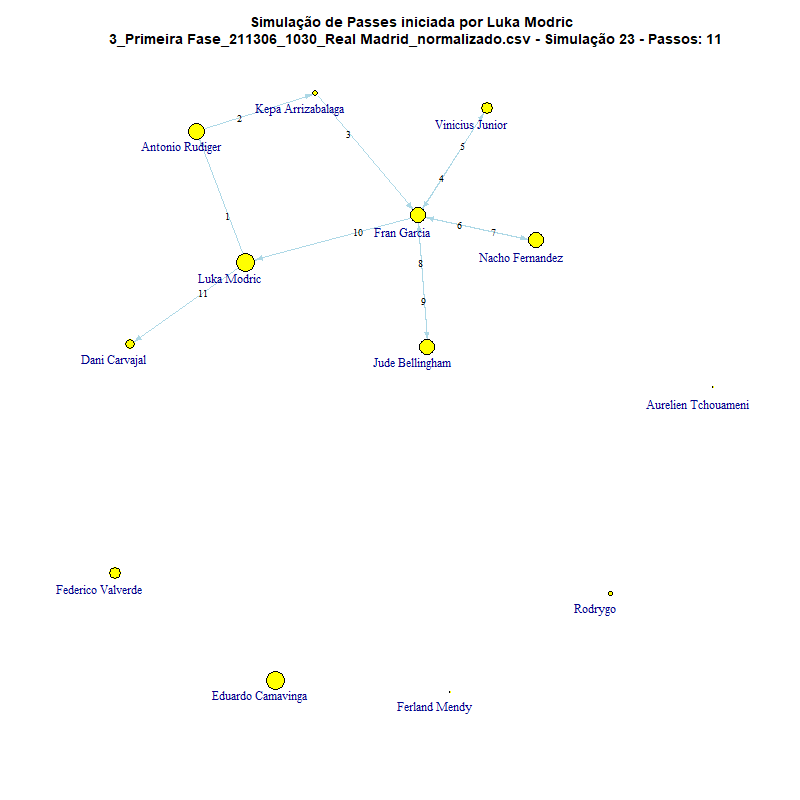 Simulação de Passes iniciada por Luka Modric
3_Primeira Fase_211306_1030_Real Madrid_normalizado.csv - Simulação 23 - Passos: 11
Kepa Arrizabalaga
2
Vinicius Junior
3
Antonio Rudiger
5
4
1
10
Fran Garcia
6
7
Nacho Fernandez
8
Luka Modric
11
9
Dani Carvajal
Jude Bellingham
Aurelien Tchouameni
Federico Valverde
Rodrygo
Eduardo Camavinga
Ferland Mendy